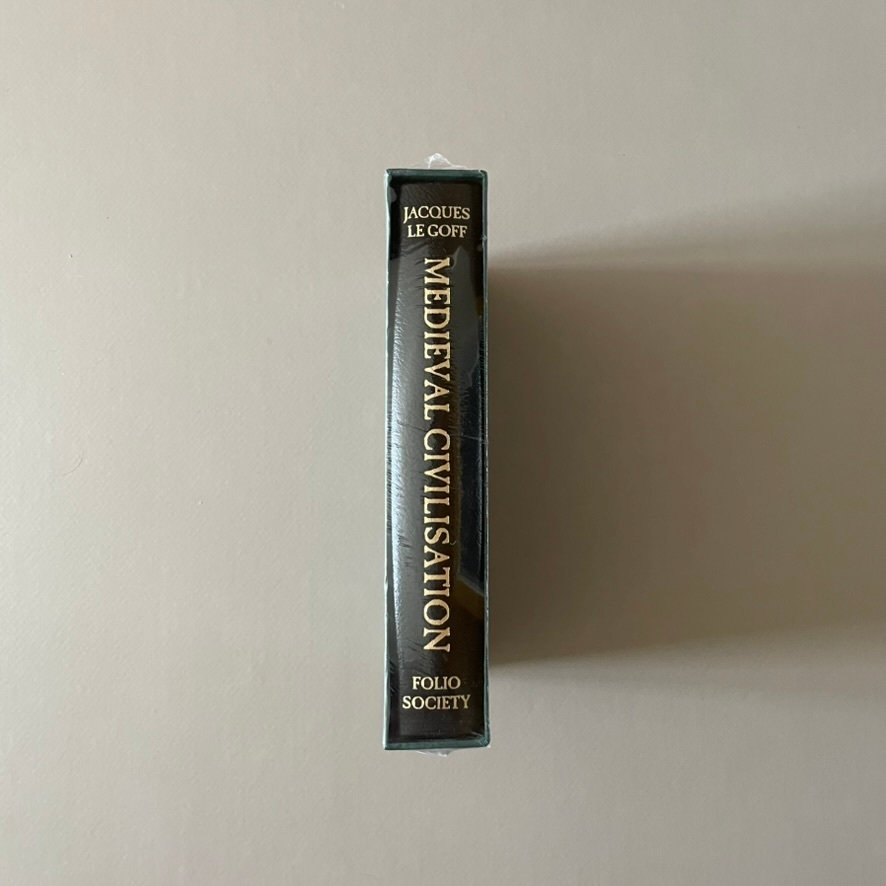 JACQUES
LE GOFF
MEDIEVAL CIVILISATION
FOLIO
SOCIETY